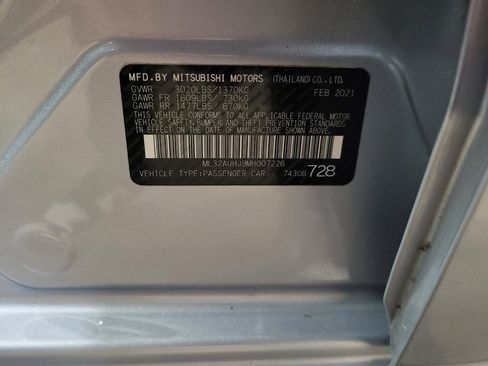 MFD.BY MITSUBISHI MOTORS (THAILAND)CO.,LTD.
GVWR 3020LBS/1370KG FEB 2021
GAWR FR 1609LBS/ 730KG
GAWR RR 1477LBS/ 670KG
THIS VEHICLE CONFORMS TO ALL APPLICABLE FEDERAL MOTOR
VEHICLE SAFETY,BUMPER,AND THEFT PREVENTION STANDARDS
IN EFFECT ON THE DATE OF MANUFACTURE SHOWN ABOVE.
ML32AUHJ9MH007226
VEHICLE TYPE:PASSENGER CAR 7430B 728